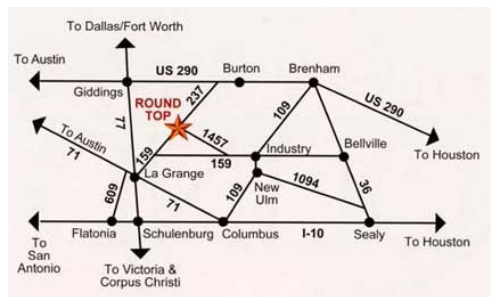 To Dallas/Fort Worth
To Austin
US 290
Burton
Brenham
Giddings
237
ROUND
TOP
109
US 290
77
To Austin
71
1457
159
159
Industry
Bellville
To Houston
La Grange
609
71
109
New
Ulm
1094
36
Flatonia
Schulenburg
Columbus
I-10
Sealy
To
San
Antonio
To Houston
To Victoria &
Corpus Christi